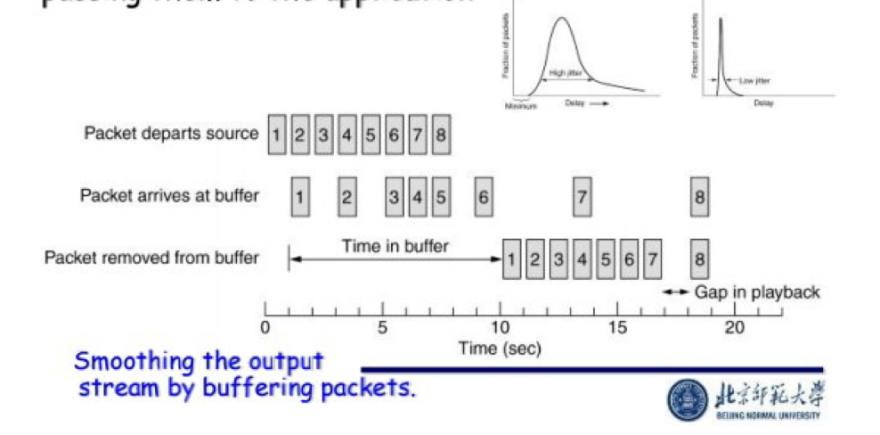 passing them to the application
Fraction of packets
High jitter
Minimum
Delay
Fraction of packets
Low jitter
Delay
Packet departs source 1 2 3 4 5 6 7 8
Packet arrives at buffer 1 2 3 4 5 6 7 8
Packet removed from buffer Time in buffer 1 2 3 4 5 6 7 8
Gap in playback
0 5 10 15 20
Time (sec)
Smoothing the output
stream by buffering packets.
北京师范大学
BEIJING NORMAL UNIVERSITY